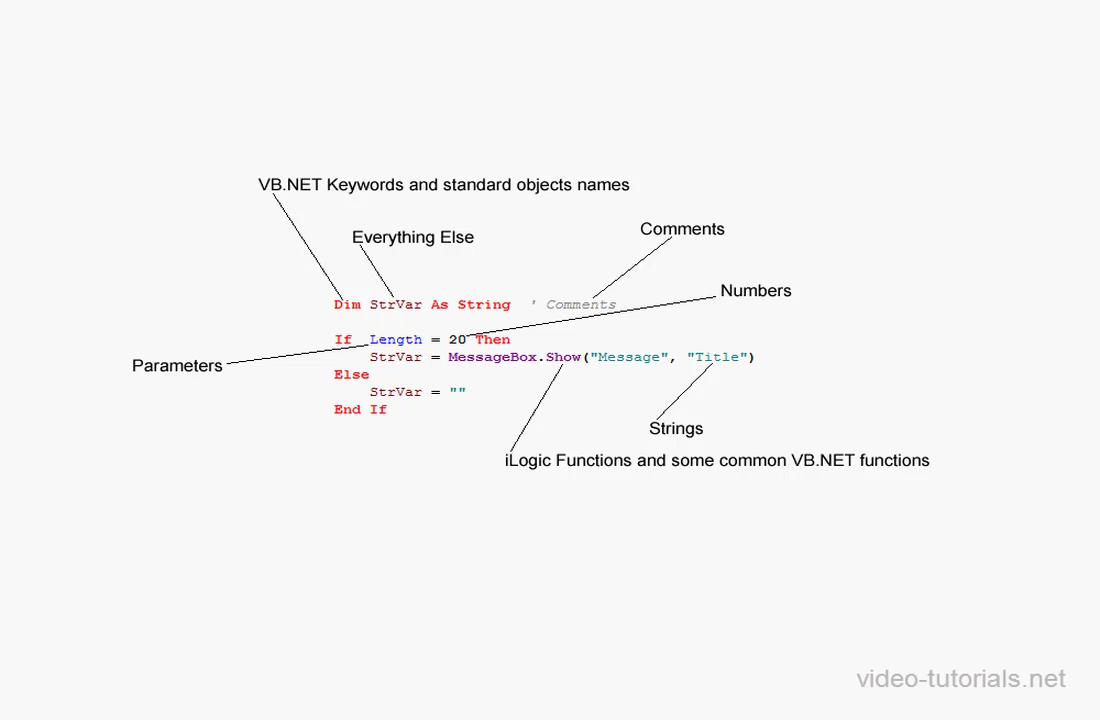 VB.NET Keywords and standard objects names
Comments
Everything Else
Numbers
Dim StrVar As String ' Comments
If Length = 20 Then
Parameters
StrVar = MessageBox.Show("Message", "Title")
Else
StrVar = ""
End If
Strings
iLogic Functions and some common VB.NET functions
video-tutorials.net